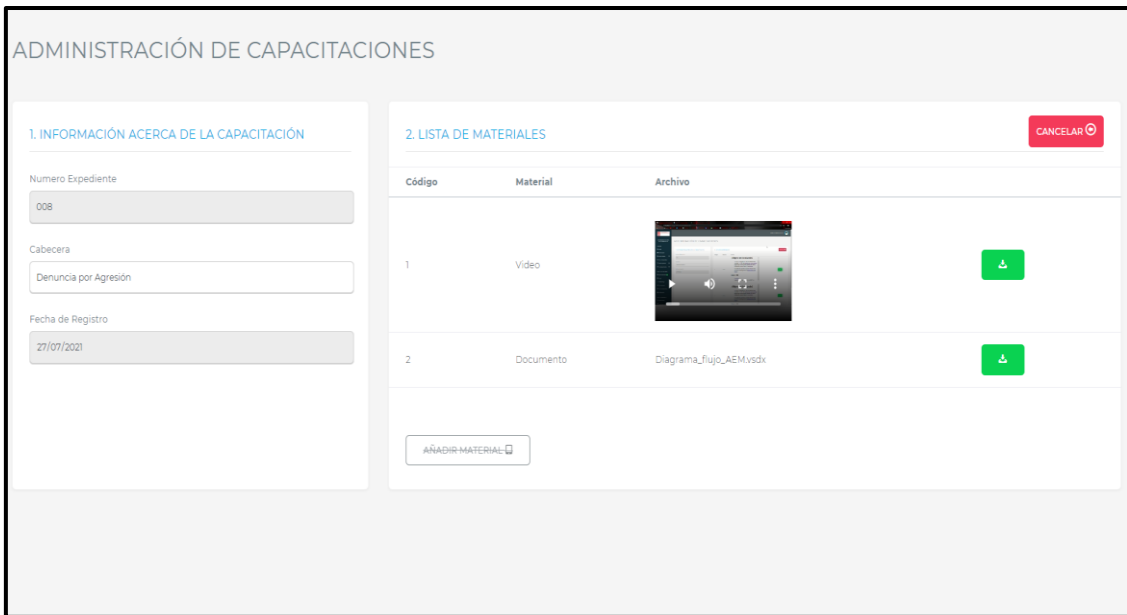 ADMINISTRACIÓN DE CAPACITACIONES
1. INFORMACIÓN ACERCA DE LA CAPACITACIÓN
Numero Expediente
008
Cabecera
Denuncia por Agresión
Fecha de Registro
27/07/2021
2. LISTA DE MATERIALES
CANCELAR
Código Material Archivo
1 Video
2 Documento Diagrama_flujo_AEM.vsdx
AÑADIR MATERIAL